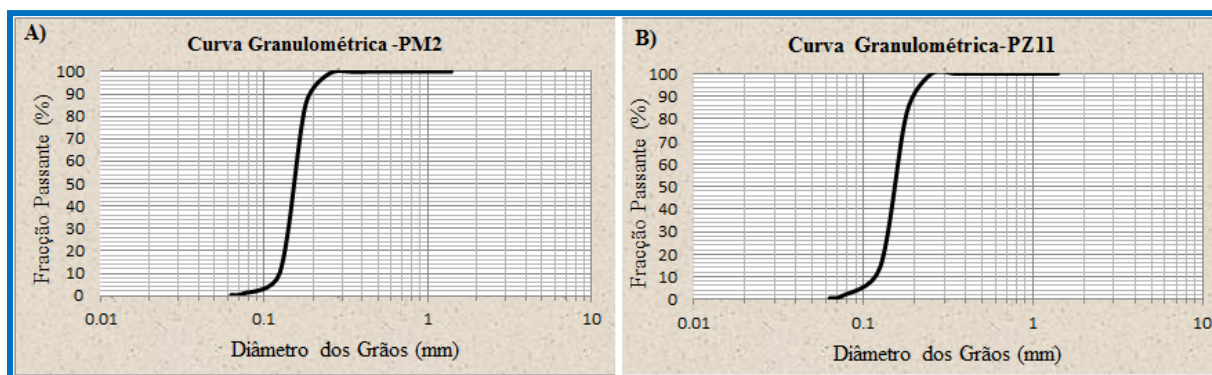 A)
Curva Granulométrica -PM2
Fracção Passante (%)
100
90
80
70
60
50
40
30
20
10
0
0.01 0.1 1 10
Diâmetro dos Grãos (mm)
B)
Curva Granulométrica-PZ11
Fracção Passante (%)
100
90
80
70
60
50
40
30
20
10
0
0.01 0.1 1 10
Diâmetro dos Grãos (mm)